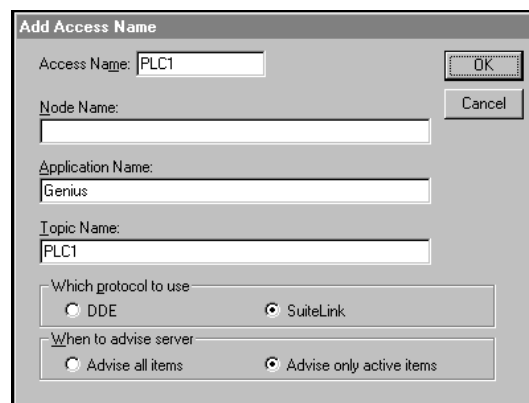 Add Access Name
Access Name: PLC1
OK
Node Name:
Cancel
Application Name:
Genius
Topic Name:
PLC1
Which protocol to use
DDE SuiteLink
When to advise server
Advise all items Advise only active items